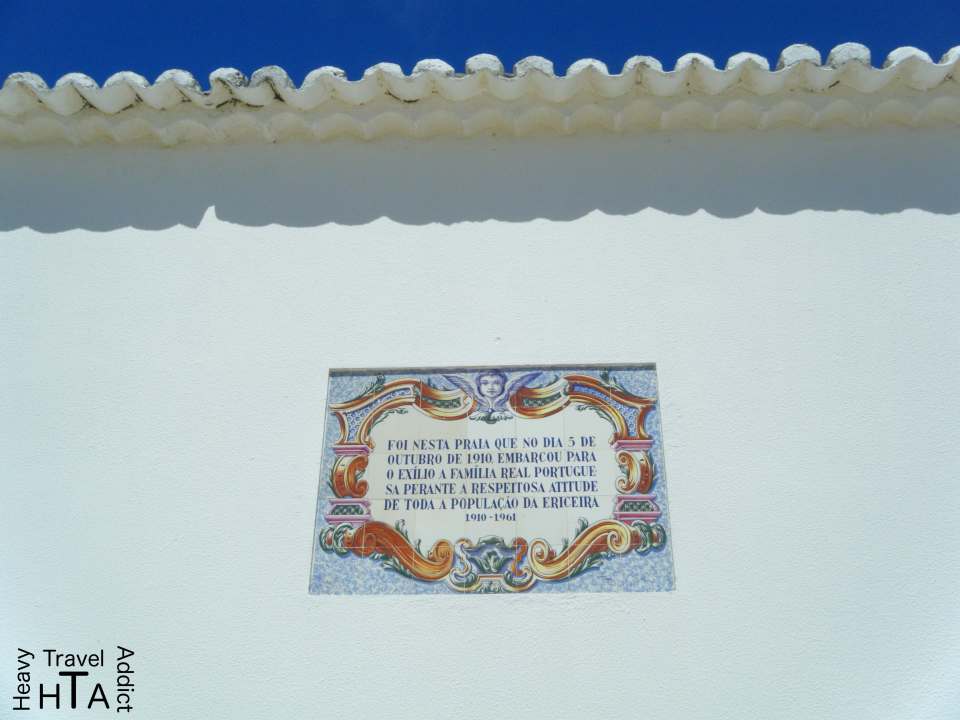 FOI NESTA PRAIA QUE NO DIA 5 DE
OUTUBRO DE 1910, EMBARCOU PARA
O EXÍLIO A FAMÍLIA REAL PORTUGUE
SA PERANTE A RESPEITOSA ATITUDE
DE TODA A POPULAÇÃO DA ERICEIRA
1910-1961
Heavy Travel Addict
HTA